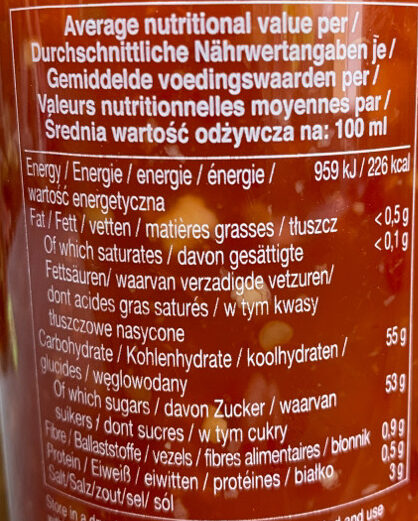 Average nutritional value per /
Durchschnittliche Nährwertangaben je /
Gemiddelde voedingswaarden per /
Valeurs nutritionnelles moyennes par /
Średnia wartość odżywcza na: 100 ml
Energy / Energie / energie / énergie / 959 kJ / 226 kcal
wartość energetyczna
Fat / Fett / vetten / matières grasses / tłuszcz <0,5 g
Of which saturates / davon gesättigte <0,1 g
Fettsäuren/ waarvan verzadigde vetzuren/
dont acides gras saturés / w tym kwasy
tłuszczowe nasycone
Carbohydrate / Kohlenhydrate / koolhydraten / 55 g
glucides / węglowodany
Of which sugars / davon Zucker / waarvan 53 g
suikers / dont sucres / w tym cukry
Fibre / Ballaststoffe / vezels / fibres alimentaires / błonnik 0,9 g
Protein / Eiweiß / eiwitten / protéines / białko 0,5 g
Salt/Salz/zout/sel/ sól 3 g
Store in a and use